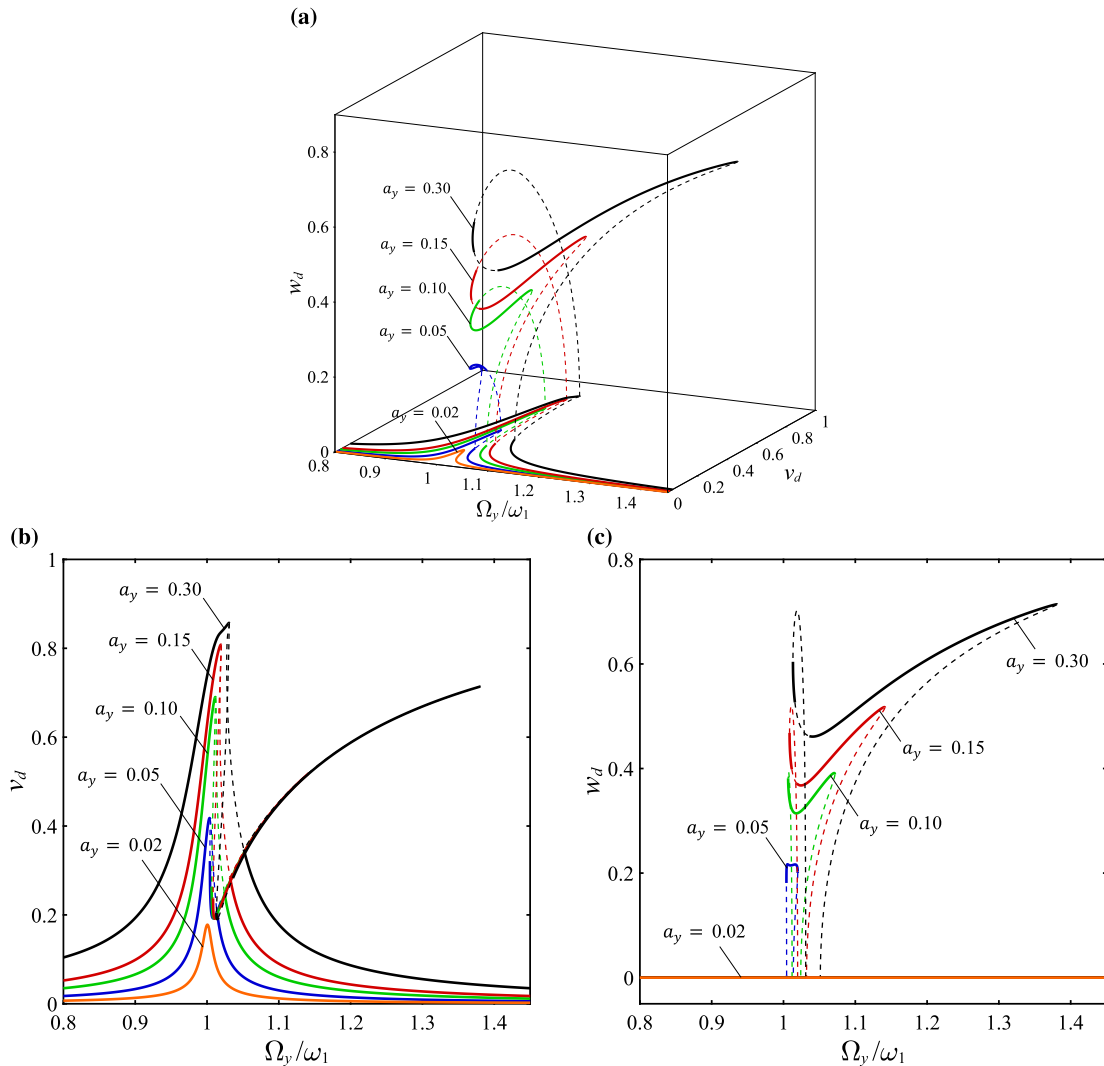 (a)
0.8
0.6
0.4
0.2
0
w_d
a_y = 0.30
a_y = 0.15
a_y = 0.10
a_y = 0.05
a_y = 0.02
0.8
0.9
1
1.1
1.2
1.3
1.4
Ω_y/ω_1
0
0.2
0.4
0.6
0.8
1
v_d
(b)
1
0.8
0.6
0.4
0.2
0
v_d
a_y = 0.30
a_y = 0.15
a_y = 0.10
a_y = 0.05
a_y = 0.02
0.8
0.9
1
1.1
1.2
1.3
1.4
Ω_y/ω_1
(c)
0.8
0.6
0.4
0.2
0
w_d
a_y = 0.30
a_y = 0.15
a_y = 0.10
a_y = 0.05
a_y = 0.02
0.8
0.9
1
1.1
1.2
1.3
1.4
Ω_y/ω_1